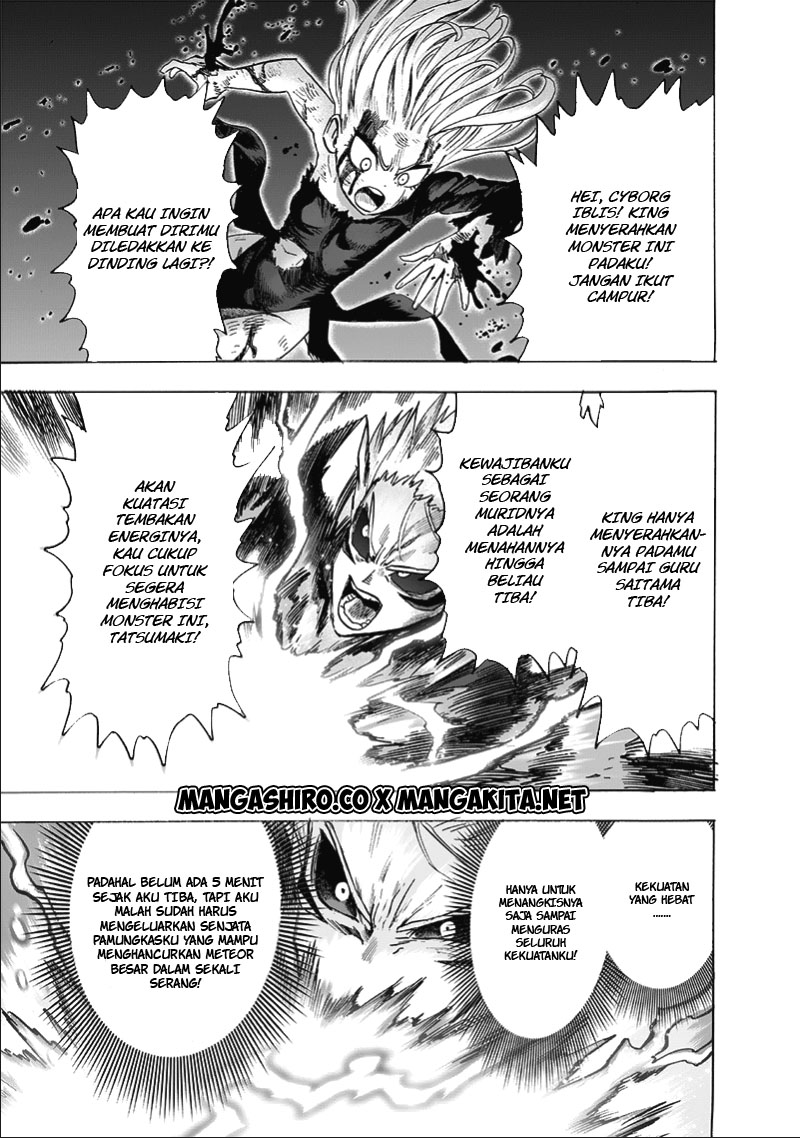 HEI, CYBORG
IBLIS! KING
MENYERAHKAN
MONSTER INI
PADAKU!
JANGAN IKUT
CAMPUR!
APA KAU INGIN
MEMBUAT DIRIMU
DILEDAKKAN KE
DINDING LAGI?!
KING HANYA
MENYERAHKAN-
NYA PADAMU
SAMPAI GURU
SAITAMA
TIBA!
KEWAJIBANKU
SEBAGAI
SEORANG
MURIDNYA
ADALAH
MENAHANNYA
HINGGA
BELIAU
TIBA!
AKAN
KUATASI
TEMBAKAN
ENERGINYA,
KAU CUKUP
FOKUS UNTUK
SEGERA
MENGHABISI
MONSTER INI,
TATSUMAKI!
MANGASHIRO.CO X MANGAKITA.NET
KEKUATAN
YANG HEBAT
.......
HANYA UNTUK
MENANGKISNYA
SAJA SAMPAI
MENGURAS
SELURUH
KEKUATANKU!
PADAHAL BELUM ADA 5 MENIT
SEJAK AKU TIBA, TAPI AKU
MALAH SUDAH HARUS
MENGELUARKAN SENJATA
PAMUNGKASKU YANG MAMPU
MENGHANCURKAN METEOR
BESAR DALAM SEKALI
SERANG!